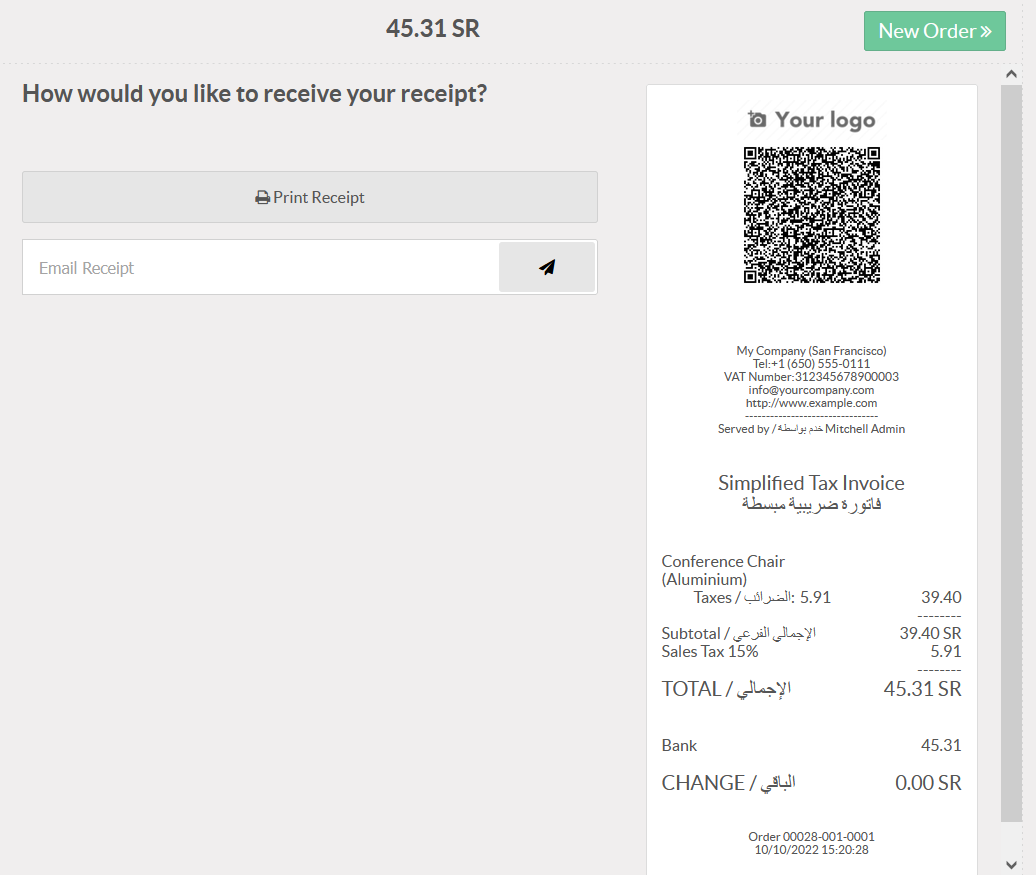 45.31 SR
New Order
How would you like to receive your receipt?
Print Receipt
Email Receipt
Your logo
My Company (San Francisco)
Tel:+1 (650) 555-0111
VAT Number:312345678900003
info@yourcompany.com
http://www.example.com
--------------------------------
Served by / خدم بواسطة Mitchell Admin
Simplified Tax Invoice
فاتورة ضريبية مبسطة
Conference Chair
(Aluminium)
Taxes / الضرائب: 5.91 39.40
--------
Subtotal / الإجمالي الفرعي 39.40 SR
Sales Tax 15% 5.91
--------
TOTAL / الإجمالي 45.31 SR
Bank 45.31
CHANGE / الباقي 0.00 SR
Order 00028-001-0001
10/10/2022 15:20:28